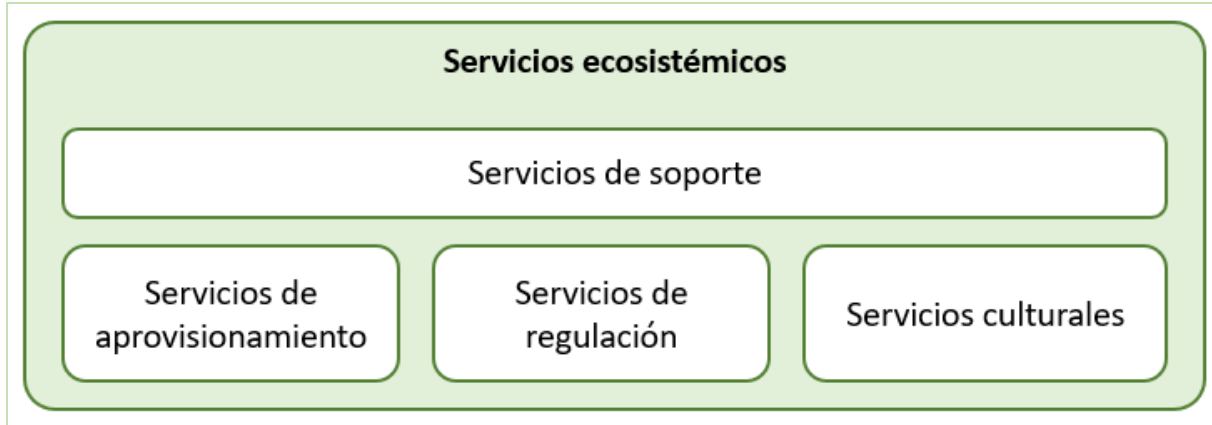 Servicios ecosistémicos
Servicios de soporte
Servicios de
aprovisionamiento
Servicios de
regulación
Servicios culturales